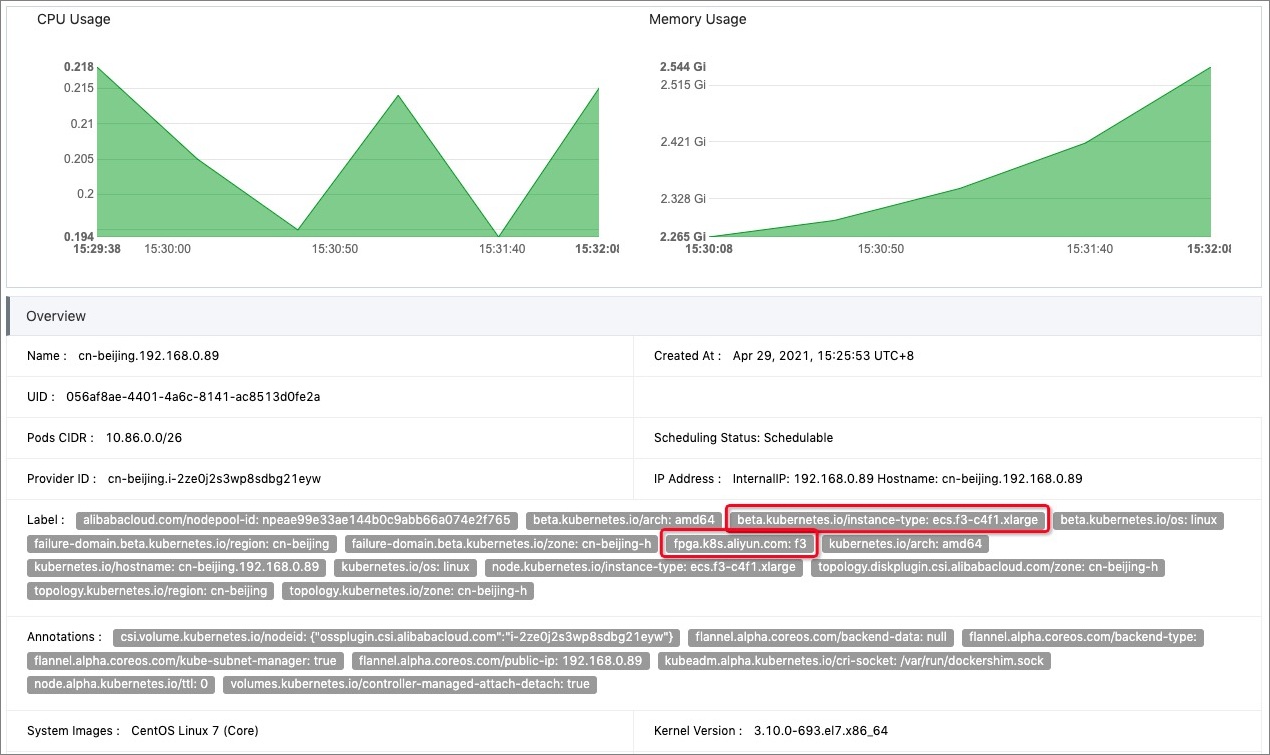 CPU Usage
0.218
0.215
0.21
0.205
0.2
0.194
15:29:38 15:30:00 15:30:50 15:31:40 15:32:08
Memory Usage
2.544 Gi
2.515 Gi
2.421 Gi
2.328 Gi
2.265 Gi
15:30:08 15:30:50 15:31:40 15:32:08
Overview
Name : cn-beijing.192.168.0.89 Created At : Apr 29, 2021, 15:25:53 UTC+8
UID : 056af8ae-4401-4a6c-8141-ac8513d0fe2a
Pods CIDR : 10.86.0.0/26 Scheduling Status: Schedulable
Provider ID : cn-beijing.i-2ze0j2s3wp8sdbg21eyw IP Address : InternalIP: 192.168.0.89 Hostname: cn-beijing.192.168.0.89
Label : alibabacloud.com/nodepool-id: npeae99e33ae144b0c9abb66a074e2f765 beta.kubernetes.io/arch: amd64 beta.kubernetes.io/instance-type: ecs.f3-c4f1.xlarge beta.kubernetes.io/os: linux
failure-domain.beta.kubernetes.io/region: cn-beijing failure-domain.beta.kubernetes.io/zone: cn-beijing-h fpga.k8s.aliyun.com: f3 kubernetes.io/arch: amd64
kubernetes.io/hostname: cn-beijing.192.168.0.89 kubernetes.io/os: linux node.kubernetes.io/instance-type: ecs.f3-c4f1.xlarge topology.diskplugin.csi.alibabacloud.com/zone: cn-beijing-h
topology.kubernetes.io/region: cn-beijing topology.kubernetes.io/zone: cn-beijing-h
Annotations : csi.volume.kubernetes.io/nodeid: {"ossplugin.csi.alibabacloud.com":"i-2ze0j2s3wp8sdbg21eyw"} flannel.alpha.coreos.com/backend-data: null flannel.alpha.coreos.com/backend-type:
flannel.alpha.coreos.com/kube-subnet-manager: true flannel.alpha.coreos.com/public-ip: 192.168.0.89 kubeadm.alpha.kubernetes.io/cri-socket: /var/run/dockershim.sock
node.alpha.kubernetes.io/ttl: 0 volumes.kubernetes.io/controller-managed-attach-detach: true
System Images : CentOS Linux 7 (Core) Kernel Version : 3.10.0-693.el7.x86_64